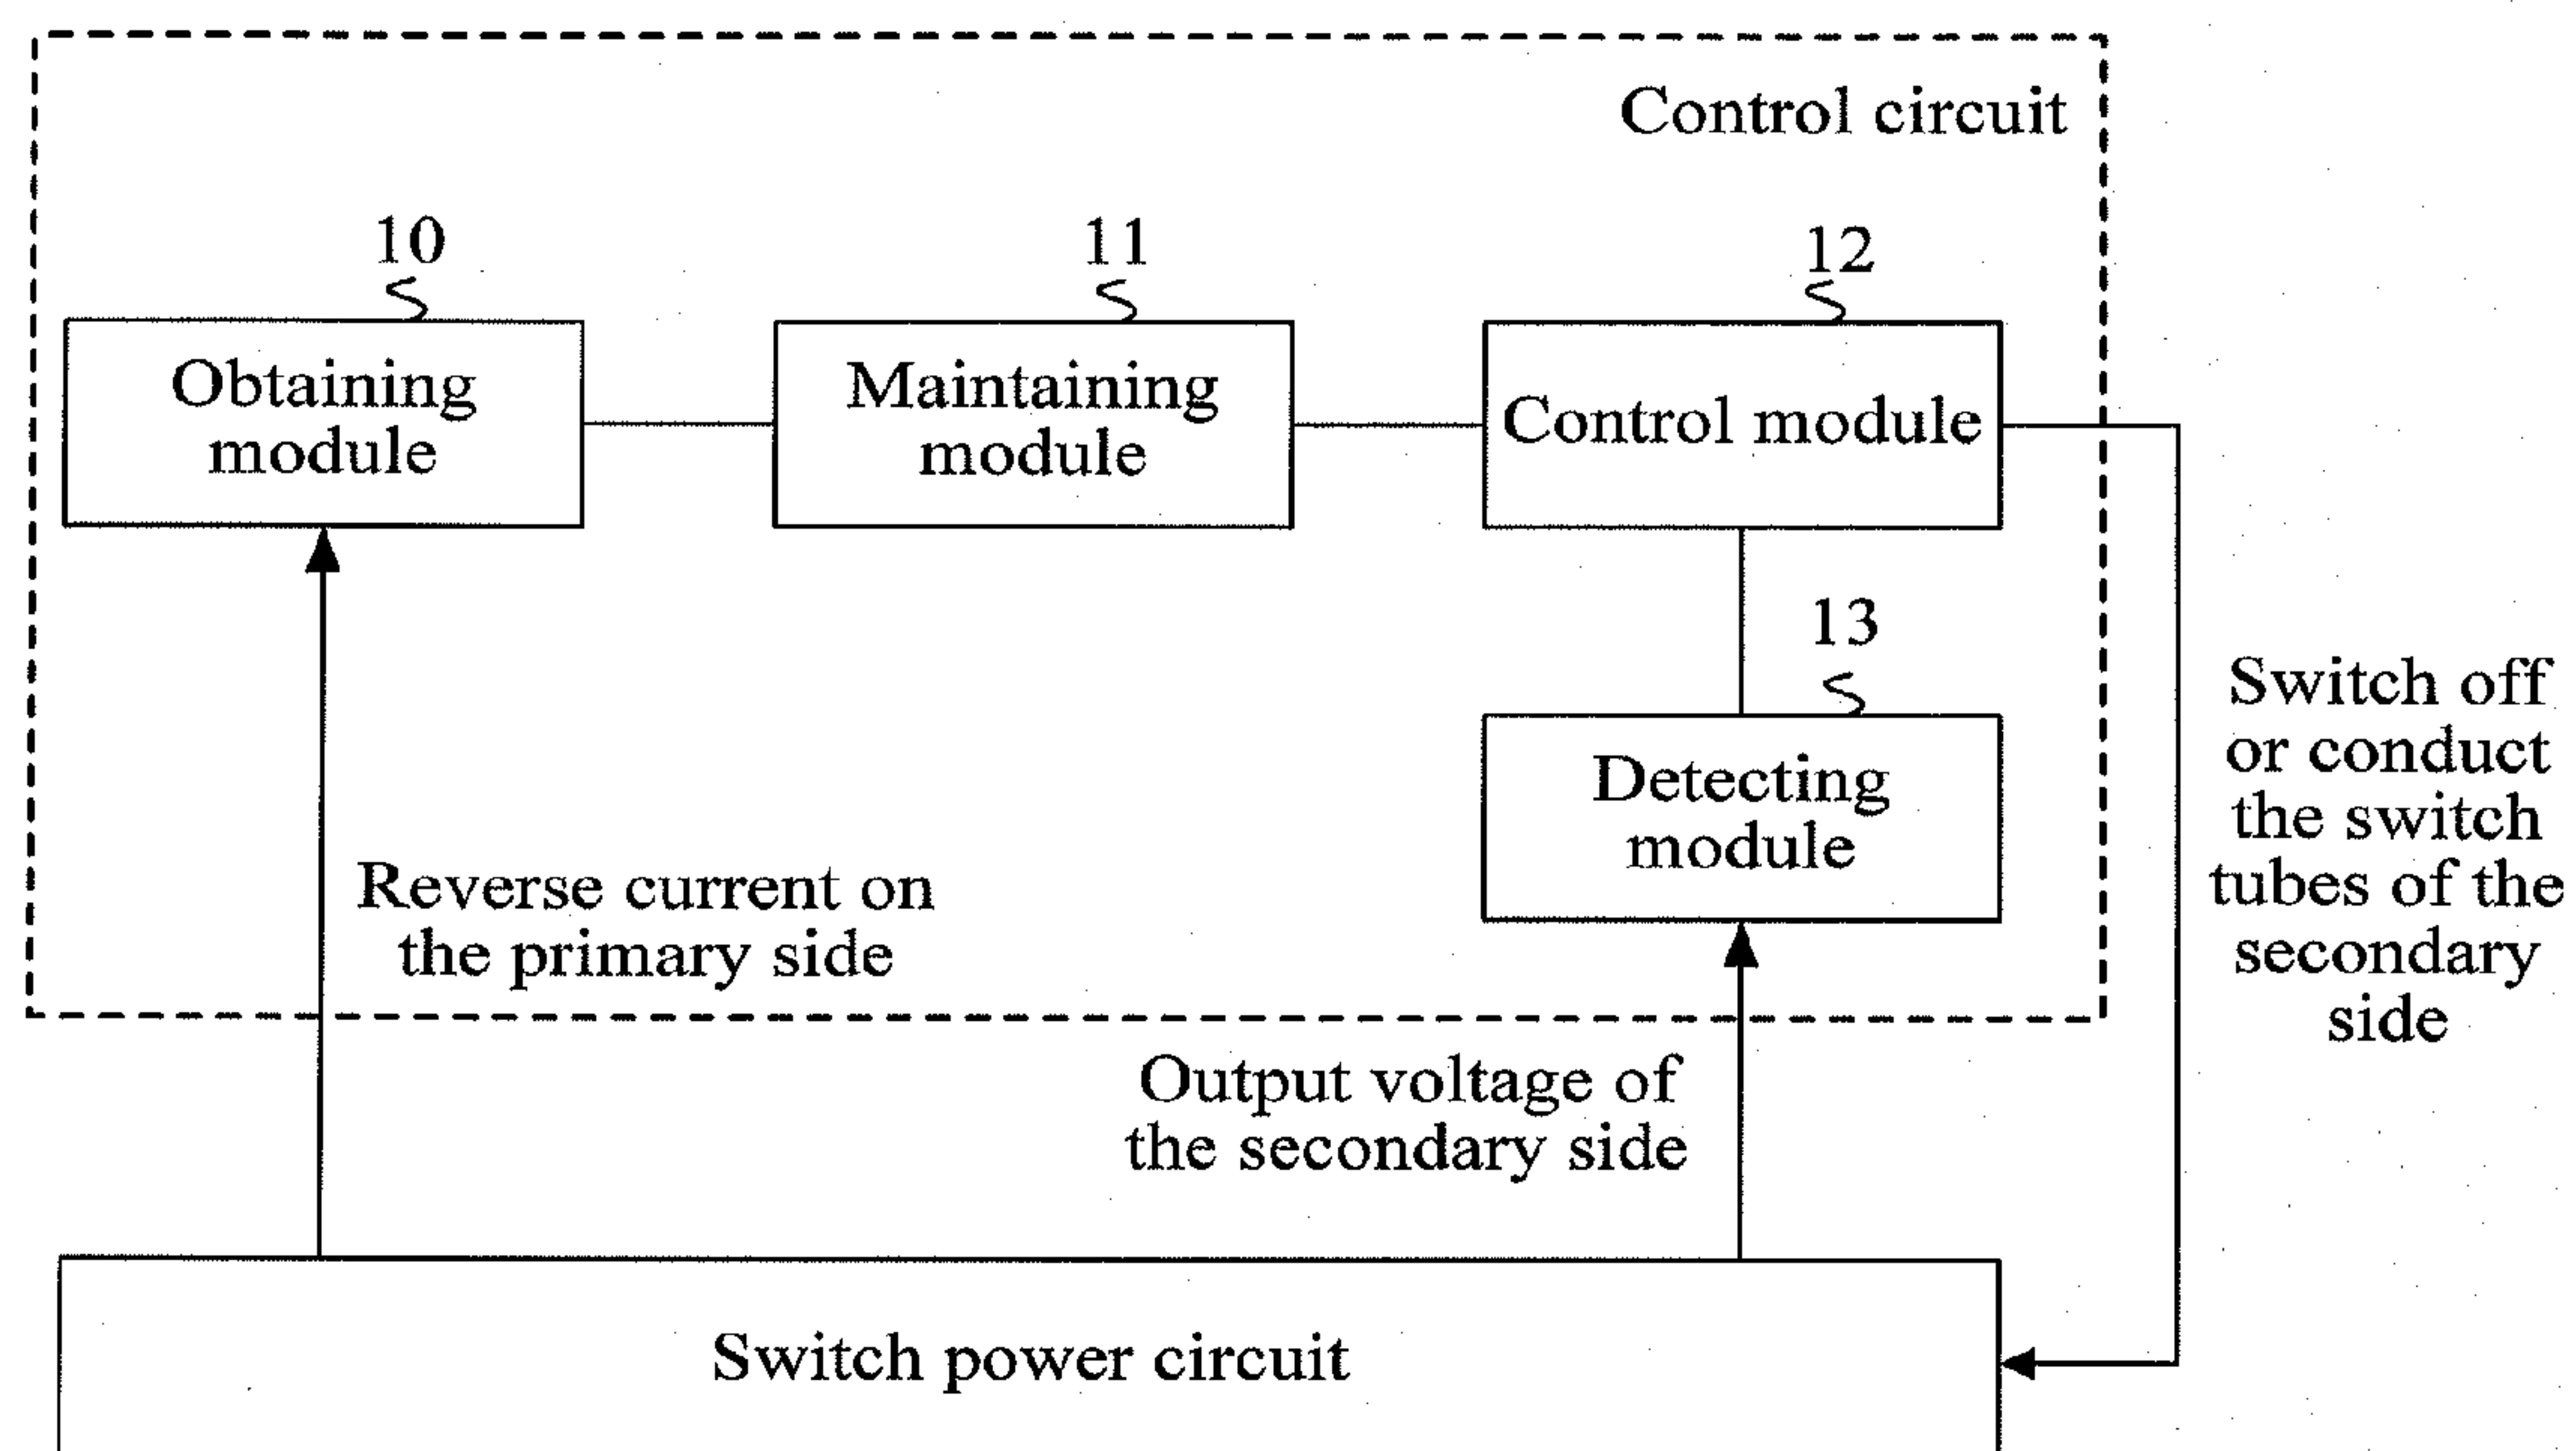 Control circuit
10
11
12
Obtaining
module
Maintaining
module
Control module
13
Detecting
module
Switch off
or conduct
the switch
tubes of the
secondary
side
Reverse current on
the primary side
Output voltage of
the secondary side
Switch power circuit